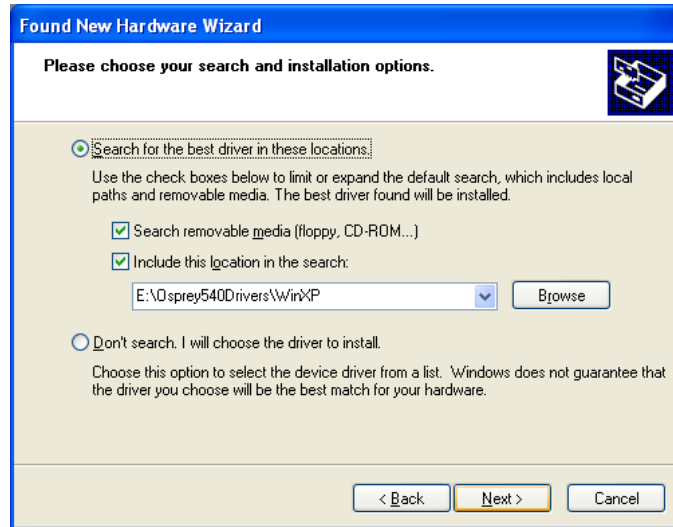 Found New Hardware Wizard
Please choose your search and installation options.
Search for the best driver in these locations.
Use the check boxes below to limit or expand the default search, which includes local
paths and removable media. The best driver found will be installed.
Search removable media (floppy, CD-ROM...)
Include this location in the search:
E:\Osprey540Drivers\WinXP
Browse
Don't search. I will choose the driver to install.
Choose this option to select the device driver from a list. Windows does not guarantee that
the driver you choose will be the best match for your hardware.
< Back
Next >
Cancel